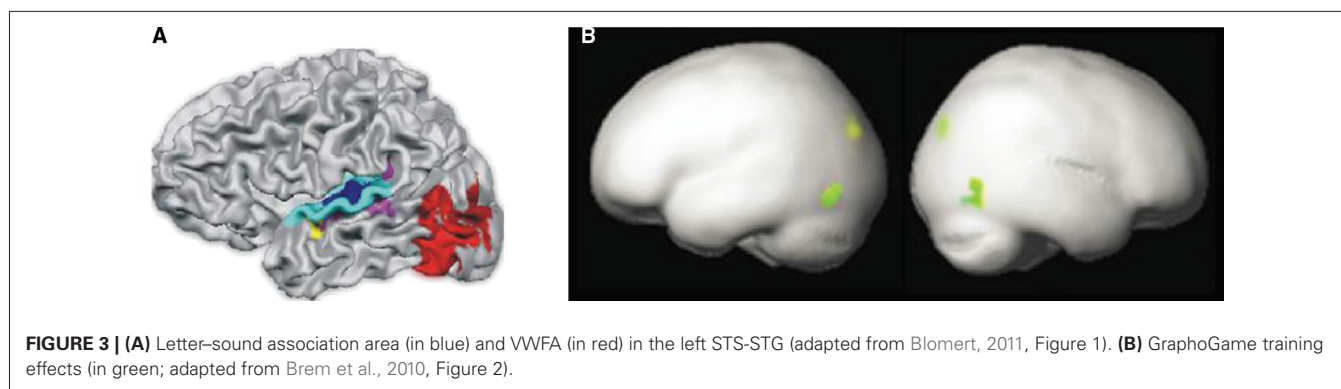 A
B
FIGURE 3 | (A) Letter–sound association area (in blue) and VWFA (in red) in the left STS-STG (adapted from Blomert, 2011, Figure 1). (B) GraphoGame training
effects (in green; adapted from Brem et al., 2010, Figure 2).